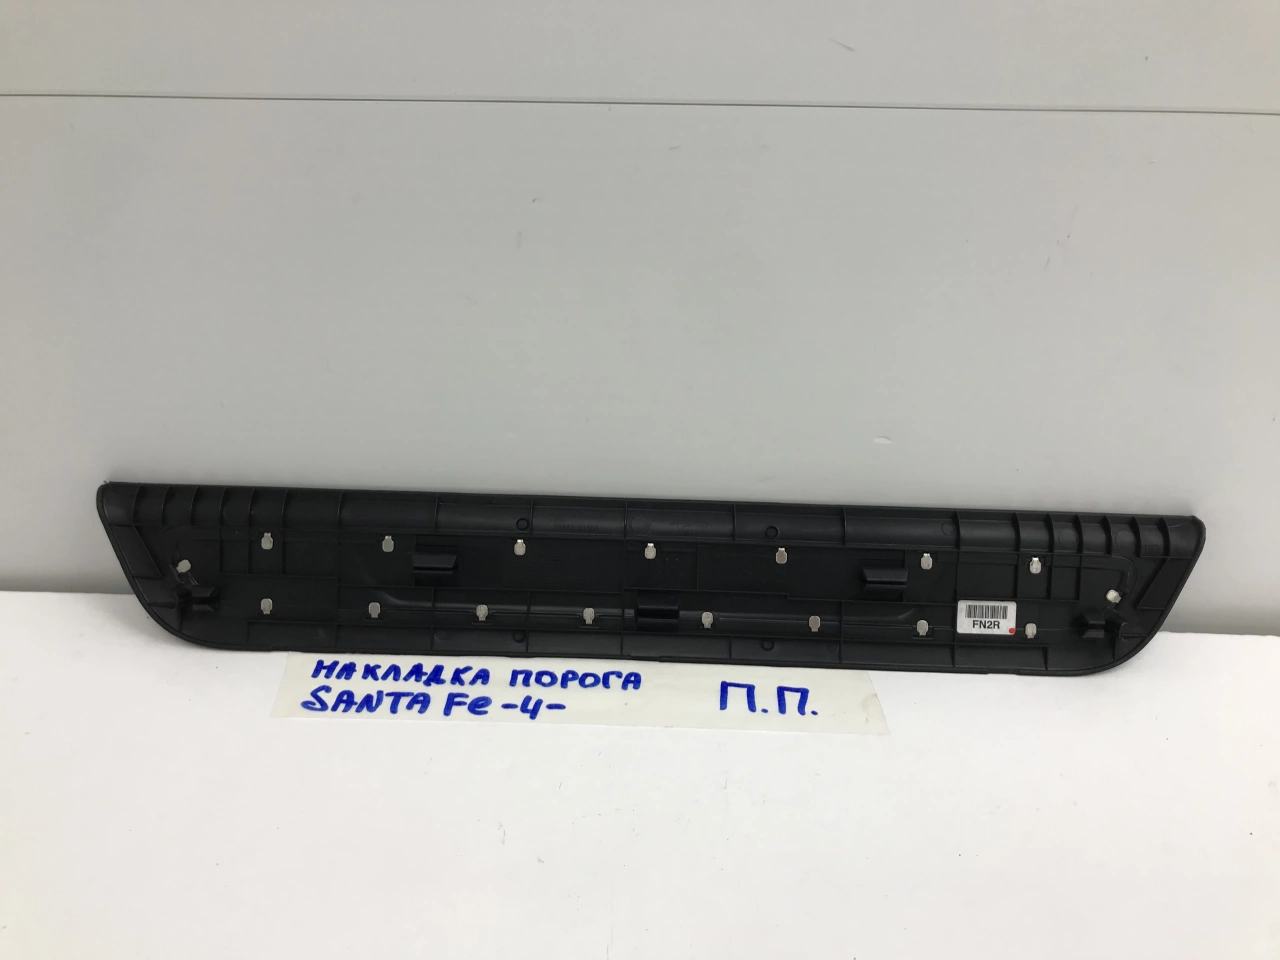 FN2R
НАКЛАДКА ПОРОГА
SANTA Fe -4-
П.П.